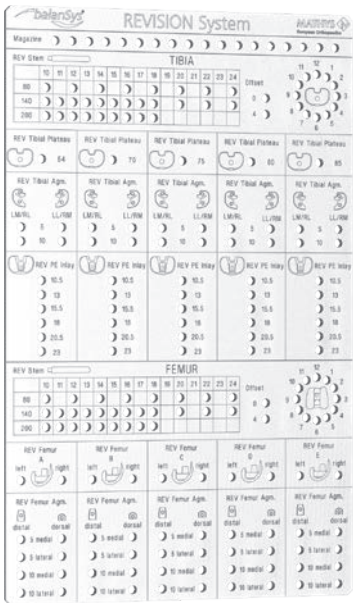 balanSys® REVISION System MATHYS
European Orthopaedics
Magazine
REV Stem TIBIA
10 11 12 13 14 15 16 17 18 19 20 21 22 23 24
80
140
200
Offset
0
4
12 1 2 3 4 5 6 7 8 9 10 11
REV Tibial Plateau REV Tibial Plateau REV Tibial Plateau REV Tibial Plateau REV Tibial Plateau
64 70 75 80 85
REV Tibial Agm. REV Tibial Agm. REV Tibial Agm. REV Tibial Agm. REV Tibial Agm.
LM/RL LL/RM LM/RL LL/RM LM/RL LL/RM LM/RL LL/RM LM/RL LL/RM
5 5 5 5 5
10 10 10 10 10
REV PE Inlay REV PE Inlay REV PE Inlay REV PE Inlay REV PE Inlay
10.5 10.5 10.5 10.5 10.5
13 13 13 13 13
15.5 15.5 15.5 15.5 15.5
18 18 18 18 18
20.5 20.5 20.5 20.5 20.5
23 23 23 23 23
REV Stem FEMUR
10 11 12 13 14 15 16 17 18 19 20 21 22 23 24
80
140
200
Offset
0
4
12 1 2 3 4 5 6 7 8 9 10 11
REV Femur REV Femur REV Femur REV Femur REV Femur
A B C D E
left right left right left right left right left right
REV Femur Agm. REV Femur Agm. REV Femur Agm. REV Femur Agm. REV Femur Agm.
distal dorsal distal dorsal distal dorsal distal dorsal distal dorsal
5 medial 5 medial 5 medial 5 medial 5 medial
5 lateral 5 lateral 5 lateral 5 lateral 5 lateral
10 medial 10 medial 10 medial 10 medial 10 medial
10 lateral 10 lateral 10 lateral 10 lateral 10 lateral